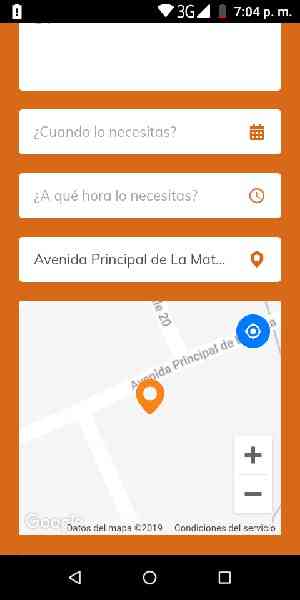 3G 7:04 p. m.
¿Cuando lo necesitas?
¿A qué hora lo necesitas?
Avenida Principal de La Mat...
e 20
Avenida Principal de
Google
Datos del mapa ©2019 Condiciones del servicio